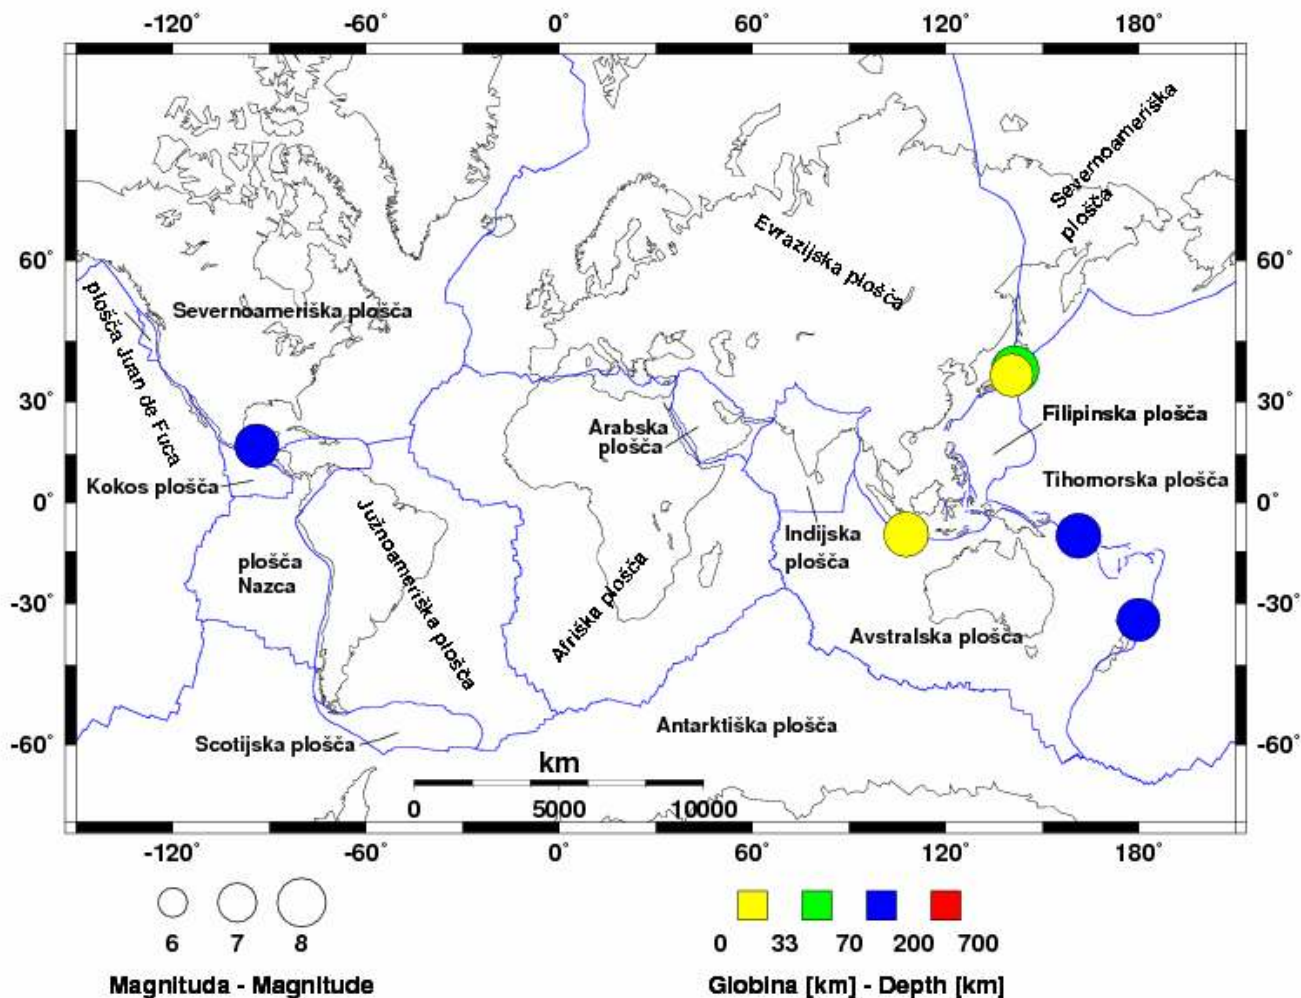 -120° -60° 0° 60° 120° 180°
Severnoameriška
plošča
Evrazijska plošča
60° 60°
Severnoameriška plošča
plošča Juan de Fuca
30° 30°
Filipinska plošča
Arabska
plošča
Kokos plošča
Tihomorska plošča
0° 0°
Južnoameriška plošča
Indijska
plošča
plošča
Nazca
Afriška plošča
-30° -30°
Avstralska plošča
Antarktiška plošča
Scotijska plošča
-60° -60°
km
0 5000 10000
-120° -60° 0° 60° 120° 180°
6 7 8
0 33 70 200 700
Magnituda - Magnitude
Globina [km] - Depth [km]